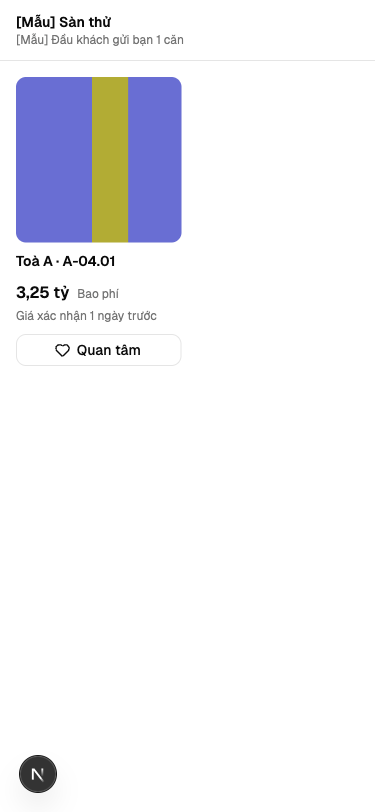 [Mẫu] Sàn thử
[Mẫu] Đầu khách gửi bạn 1 căn
Toà A · A-04.01
3,25 tỷ Bao phí
Giá xác nhận 1 ngày trước
Quan tâm
N